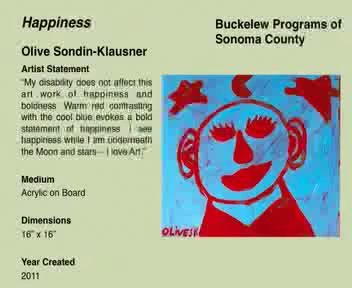 Happiness
Buckelew Programs of
Sonoma County
Olive Sondin-Klausner
Artist Statement
"My disability does not affect this
art work of happiness and
boldness. Warm red contrasting
with the cool blue evokes a bold
statement of happiness. I see
happiness while I am underneath
the Moon and stars – I love Art."
OLiVESK
Medium
Acrylic on Board
Dimensions
16" x 16"
Year Created
2011